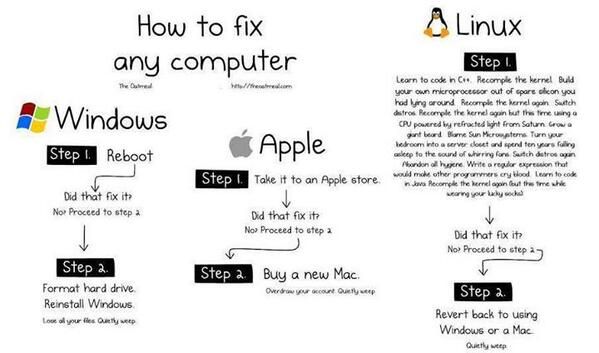 How to fix
any computer
The Oatmeal
http://theoatmeal.com
Windows
Step 1. Reboot
Did that fix it?
No? Proceed to step 2
Step 2.
Format hard drive.
Reinstall Windows.
Lose all your files. Quietly weep.
Apple
Step 1. Take it to an Apple store.
Did that fix it?
No? Proceed to step 2
Step 2. Buy a new Mac.
Overdraw your account. Quietly weep
Linux
Step 1.
Learn to code in C++. Recompile the kernel. Build
your own microprocessor out of spare silicon you
had lying around. Recompile the kernel again. Switch
distros. Recompile the kernel again but this time using a
CPU powered by refracted light from Saturn. Grow a
giant beard. Blame Sun Microsystems. Turn your
bedroom into a server closet and spend ten years falling
asleep to the sound of whirring fans. Switch distros again.
Abandon all hygiene. Write a regular expression that
would make other programmers cry blood. Learn to code
in Java. Recompile the kernel again (but this time while
wearing your lucky socks).
Did that fix it?
No? Proceed to step 2
Step 2.
Revert back to using
Windows or a Mac.
Quietly weep.